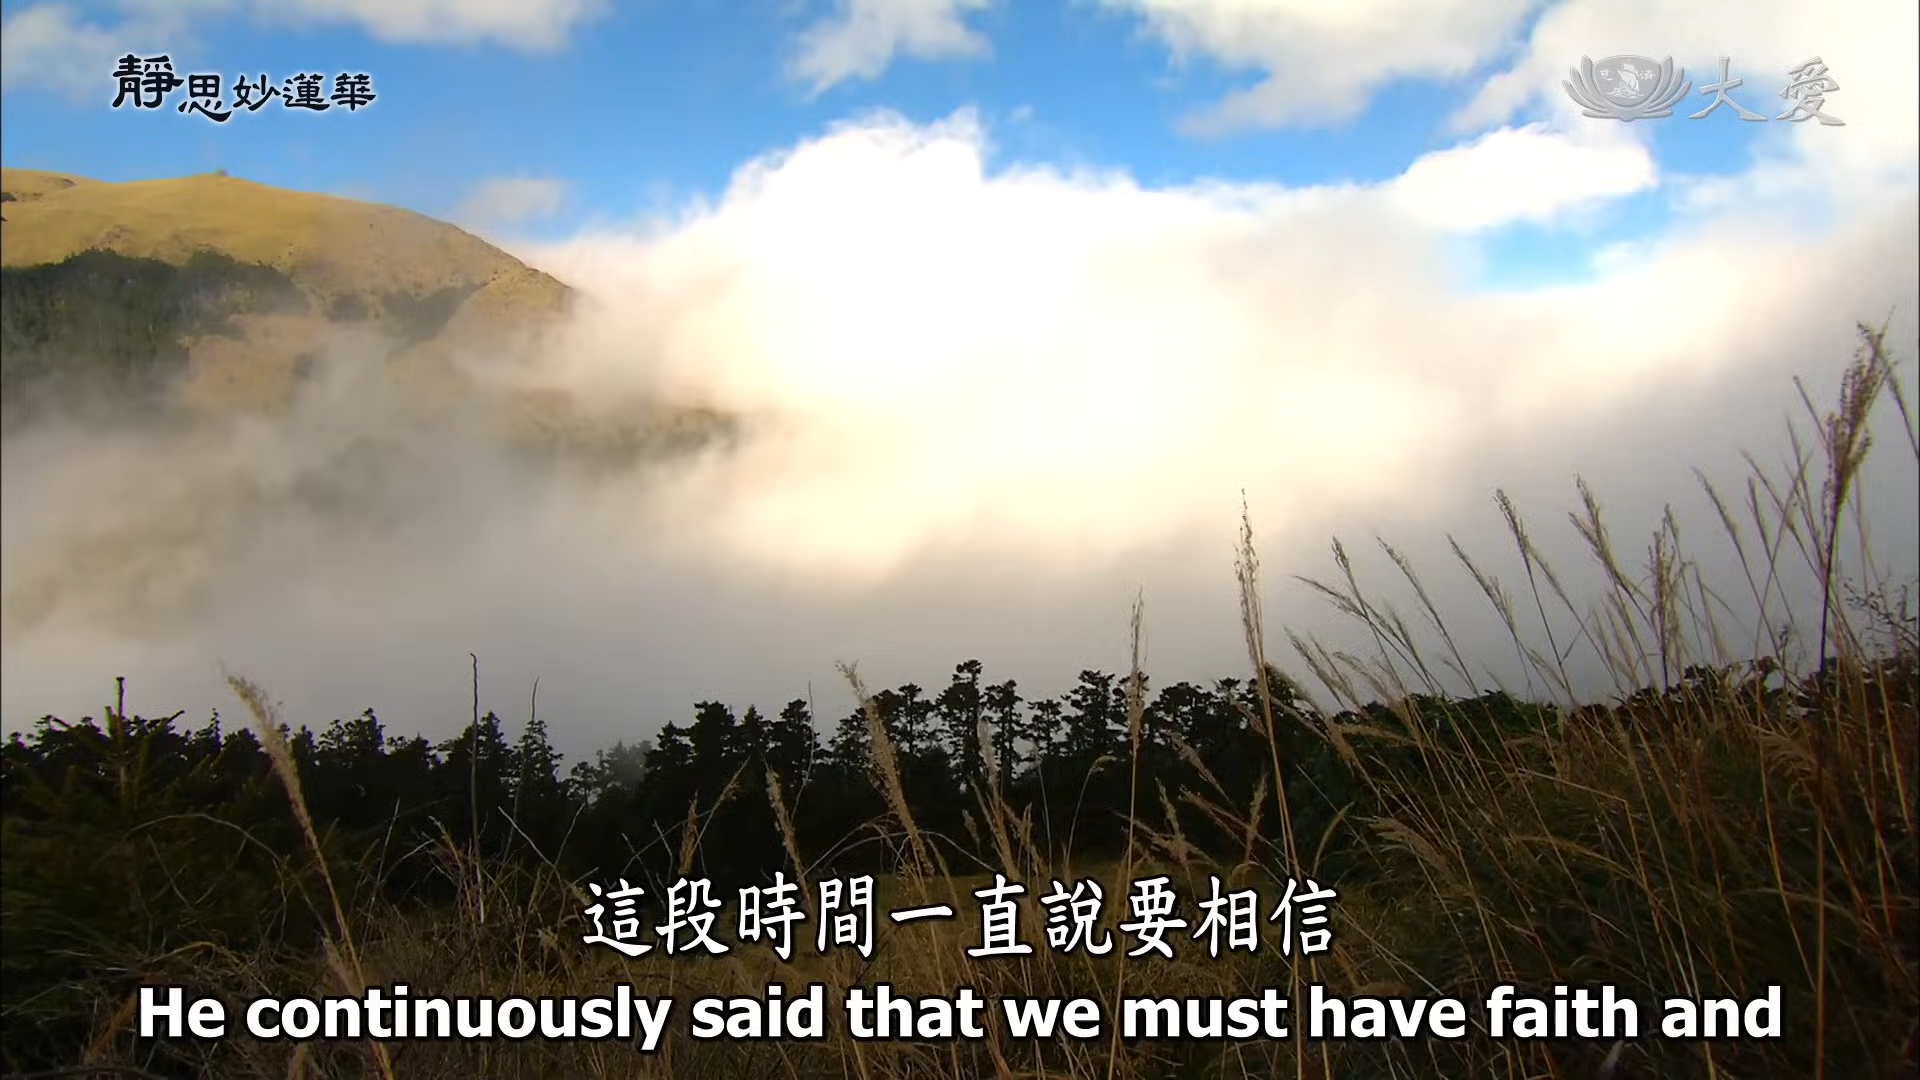 靜思妙蓮華
大愛
這段時間一直說要相信
He continuously said that we must have faith and